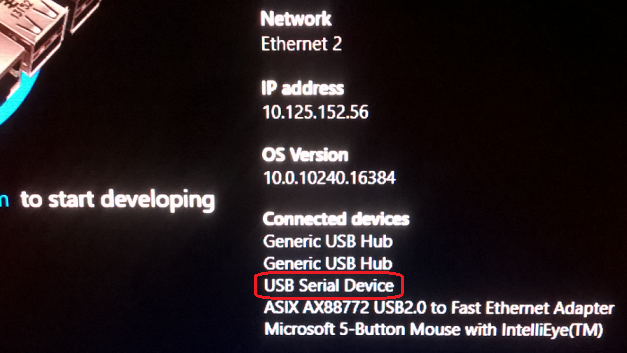 Network
Ethernet 2
IP address
10.125.152.56
OS Version
10.0.10240.16384
to start developing
Connected devices
Generic USB Hub
Generic USB Hub
USB Serial Device
ASIX AX88772 USB2.0 to Fast Ethernet Adapter
Microsoft 5-Button Mouse with IntelliEye(TM)